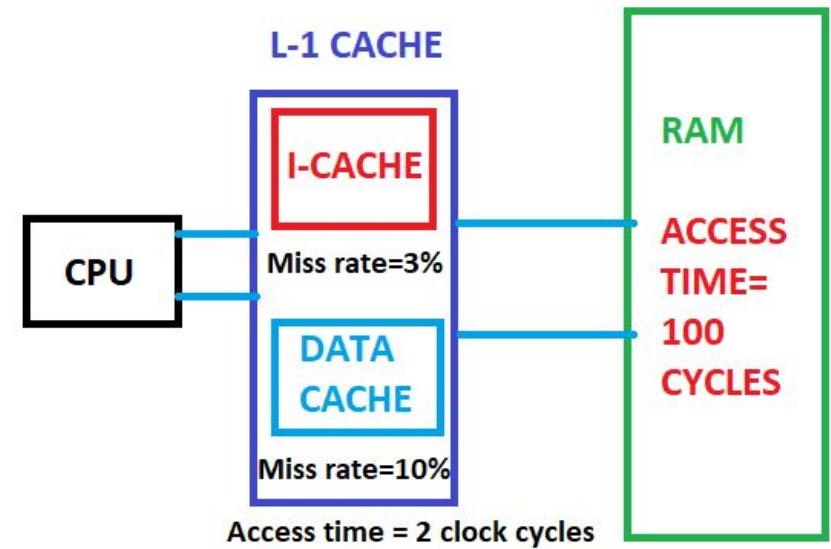 L-1 CACHE
I-CACHE
Miss rate=3%
DATA
CACHE
Miss rate=10%
Access time = 2 clock cycles
CPU
RAM
ACCESS
TIME=
100
CYCLES